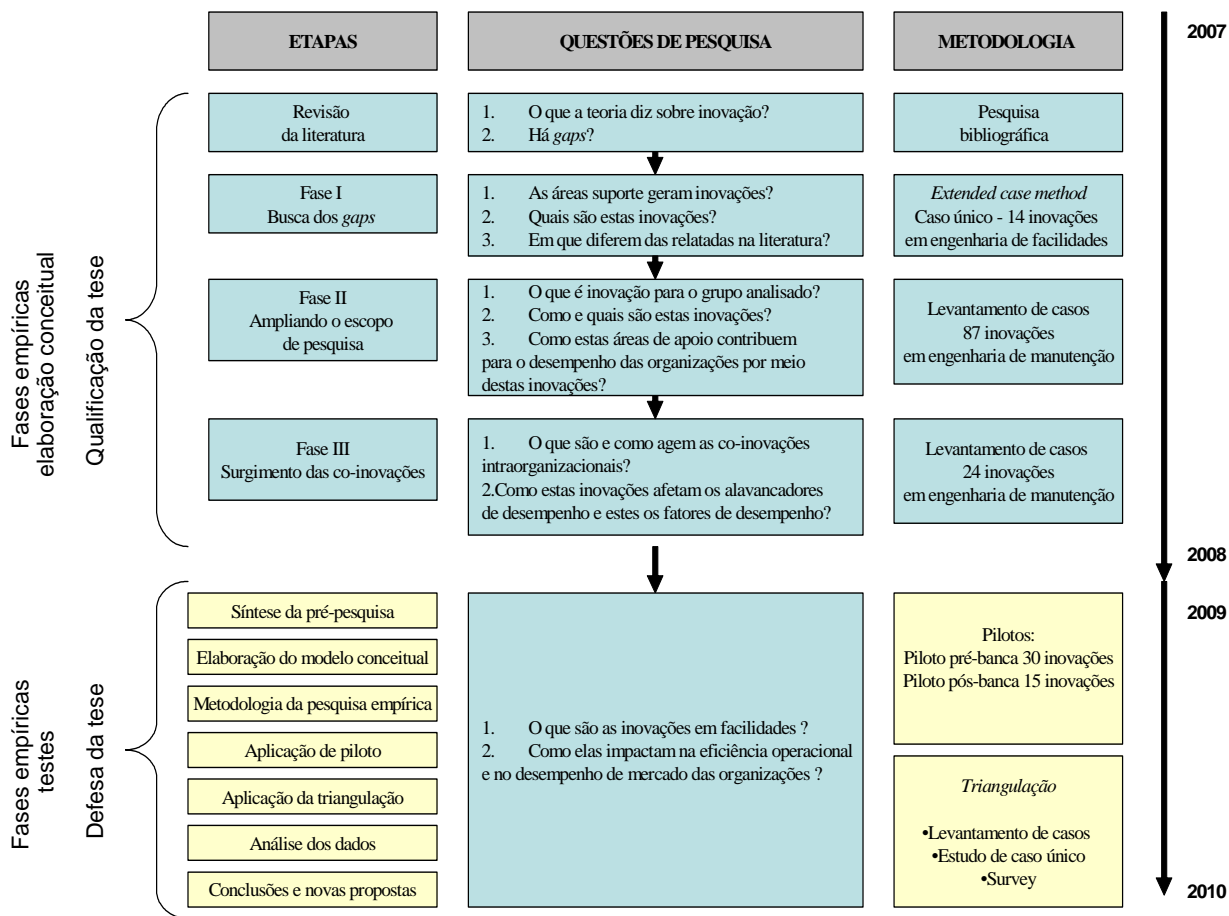 ETAPAS
QUESTÕES DE PESQUISA
METODOLOGIA
2007
Revisão
da literatura
1. O que a teoria diz sobre inovação?
2. Há gaps?
Pesquisa
bibliográfica
Fase I
Busca dos gaps
1. As áreas suporte geram inovações?
2. Quais são estas inovações?
3. Em que diferem das relatadas na literatura?
Extended case method
Caso único - 14 inovações
em engenharia de facilidades
Fases empíricas
elaboração conceitual
Qualificação da tese
Fase II
Ampliando o escopo
de pesquisa
1. O que é inovação para o grupo analisado?
2. Como e quais são estas inovações?
3. Como estas áreas de apoio contribuem
para o desempenho das organizações por meio
destas inovações?
Levantamento de casos
87 inovações
em engenharia de manutenção
Fase III
Surgimento das co-inovações
1. O que são e como agem as co-inovações
intraorganizacionais?
2.Como estas inovações afetam os alavancadores
de desempenho e estes os fatores de desempenho?
Levantamento de casos
24 inovações
em engenharia de manutenção
2008
2009
Fases empíricas
testes
Defesa da tese
Síntese da pré-pesquisa
Elaboração do modelo conceitual
Metodologia da pesquisa empírica
Aplicação de piloto
Aplicação da triangulação
Análise dos dados
Conclusões e novas propostas
1. O que são as inovações em facilidades ?
2. Como elas impactam na eficiência operacional
e no desempenho de mercado das organizações ?
Pilotos:
Piloto pré-banca 30 inovações
Piloto pós-banca 15 inovações
Triangulação
•Levantamento de casos
•Estudo de caso único
•Survey
2010